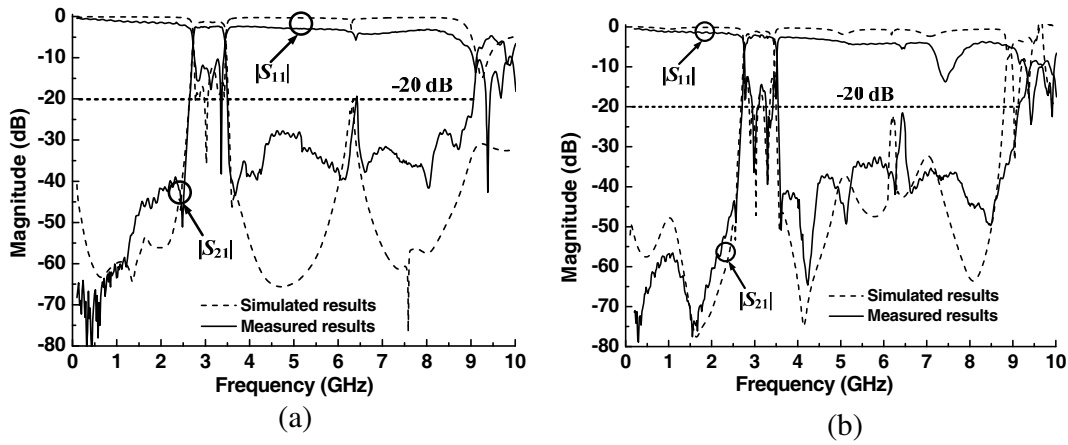 0
-10
-20
-30
-40
-50
-60
-70
-80
Magnitude (dB)
|S11|
-20 dB
|S21|
Simulated results
Measured results
0 1 2 3 4 5 6 7 8 9 10
Frequency (GHz)
(a)
0
-10
-20
-30
-40
-50
-60
-70
-80
Magnitude (dB)
|S11|
-20 dB
|S21|
Simulated results
Measured results
0 1 2 3 4 5 6 7 8 9 10
Frequency (GHz)
(b)